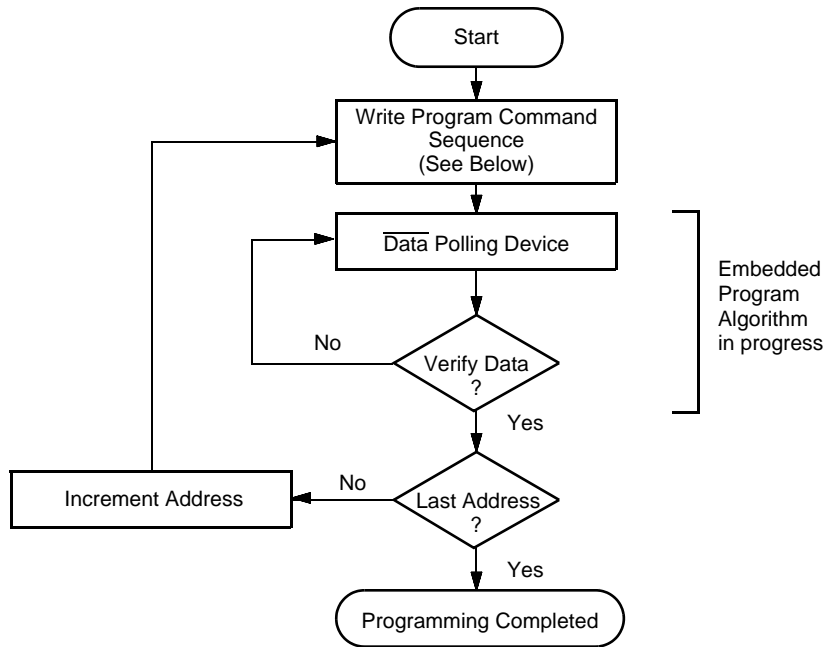 Start
Write Program Command
Sequence
(See Below)
Data Polling Device
Embedded
Program
Algorithm
in progress
No
Verify Data
?
Yes
Increment Address
No
Last Address
?
Yes
Programming Completed